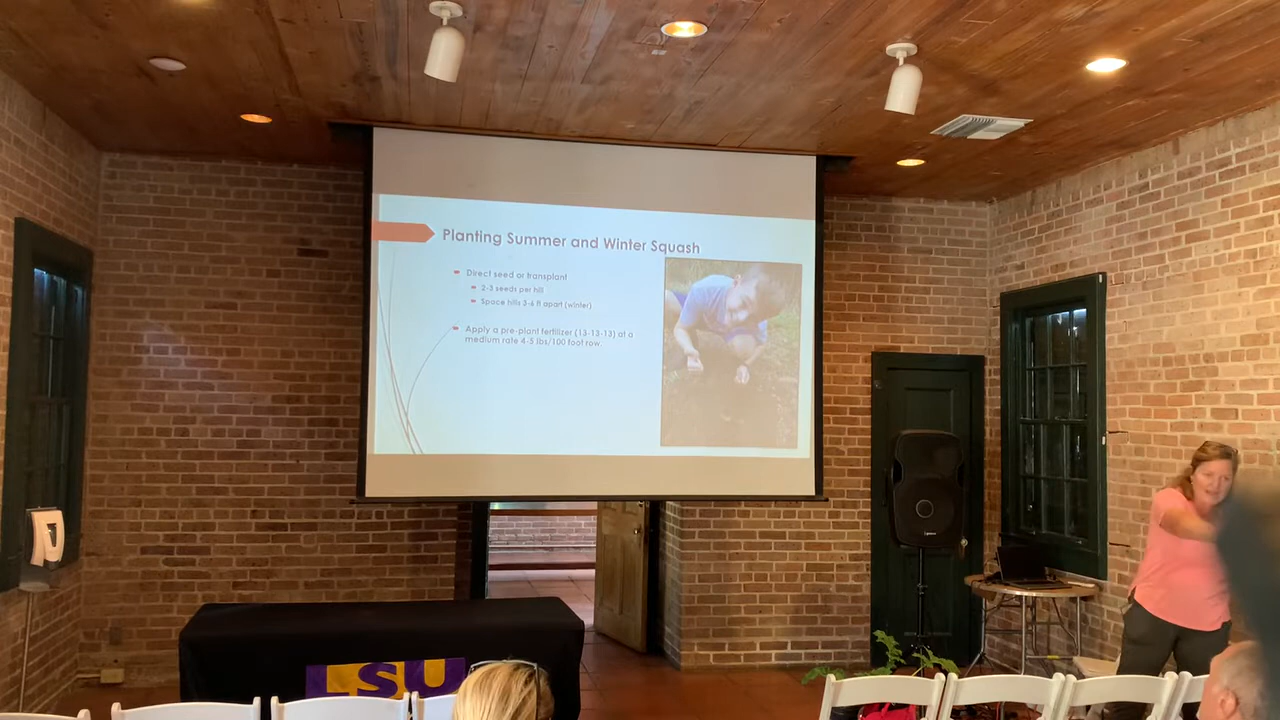 Planting Summer and Winter Squash
Direct seed or transplant
2-3 seeds per hill
Space hills 3-6 ft apart (winter)
Apply a pre-plant fertilizer (13-13-13) at a
medium rate 4-5 lbs/100 foot row.
LSU